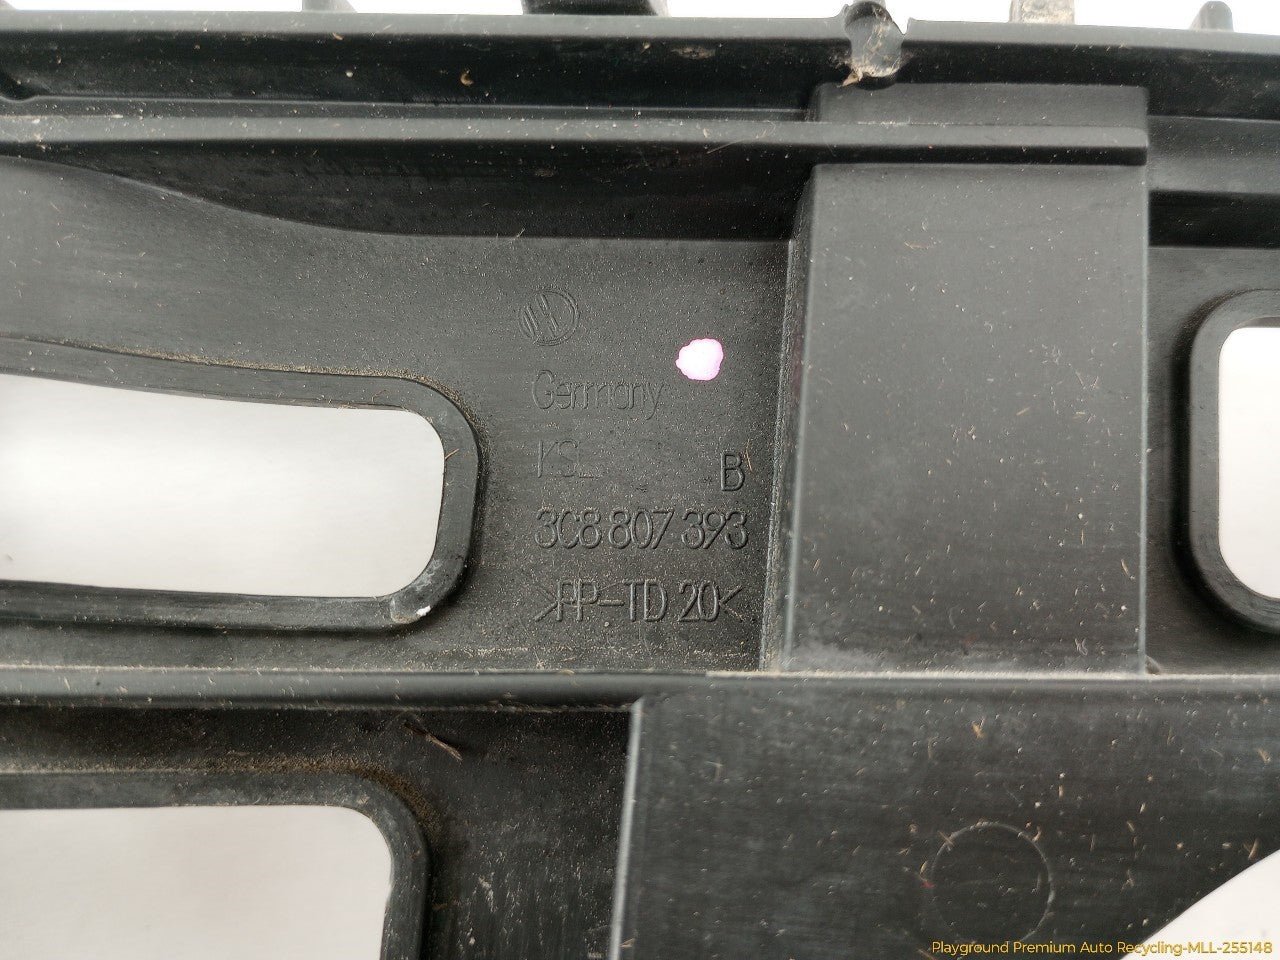 Germany
KSL B
3C8 807 393
>PP-TD 20<
Playground Premium Auto Recycling-MLL-255148